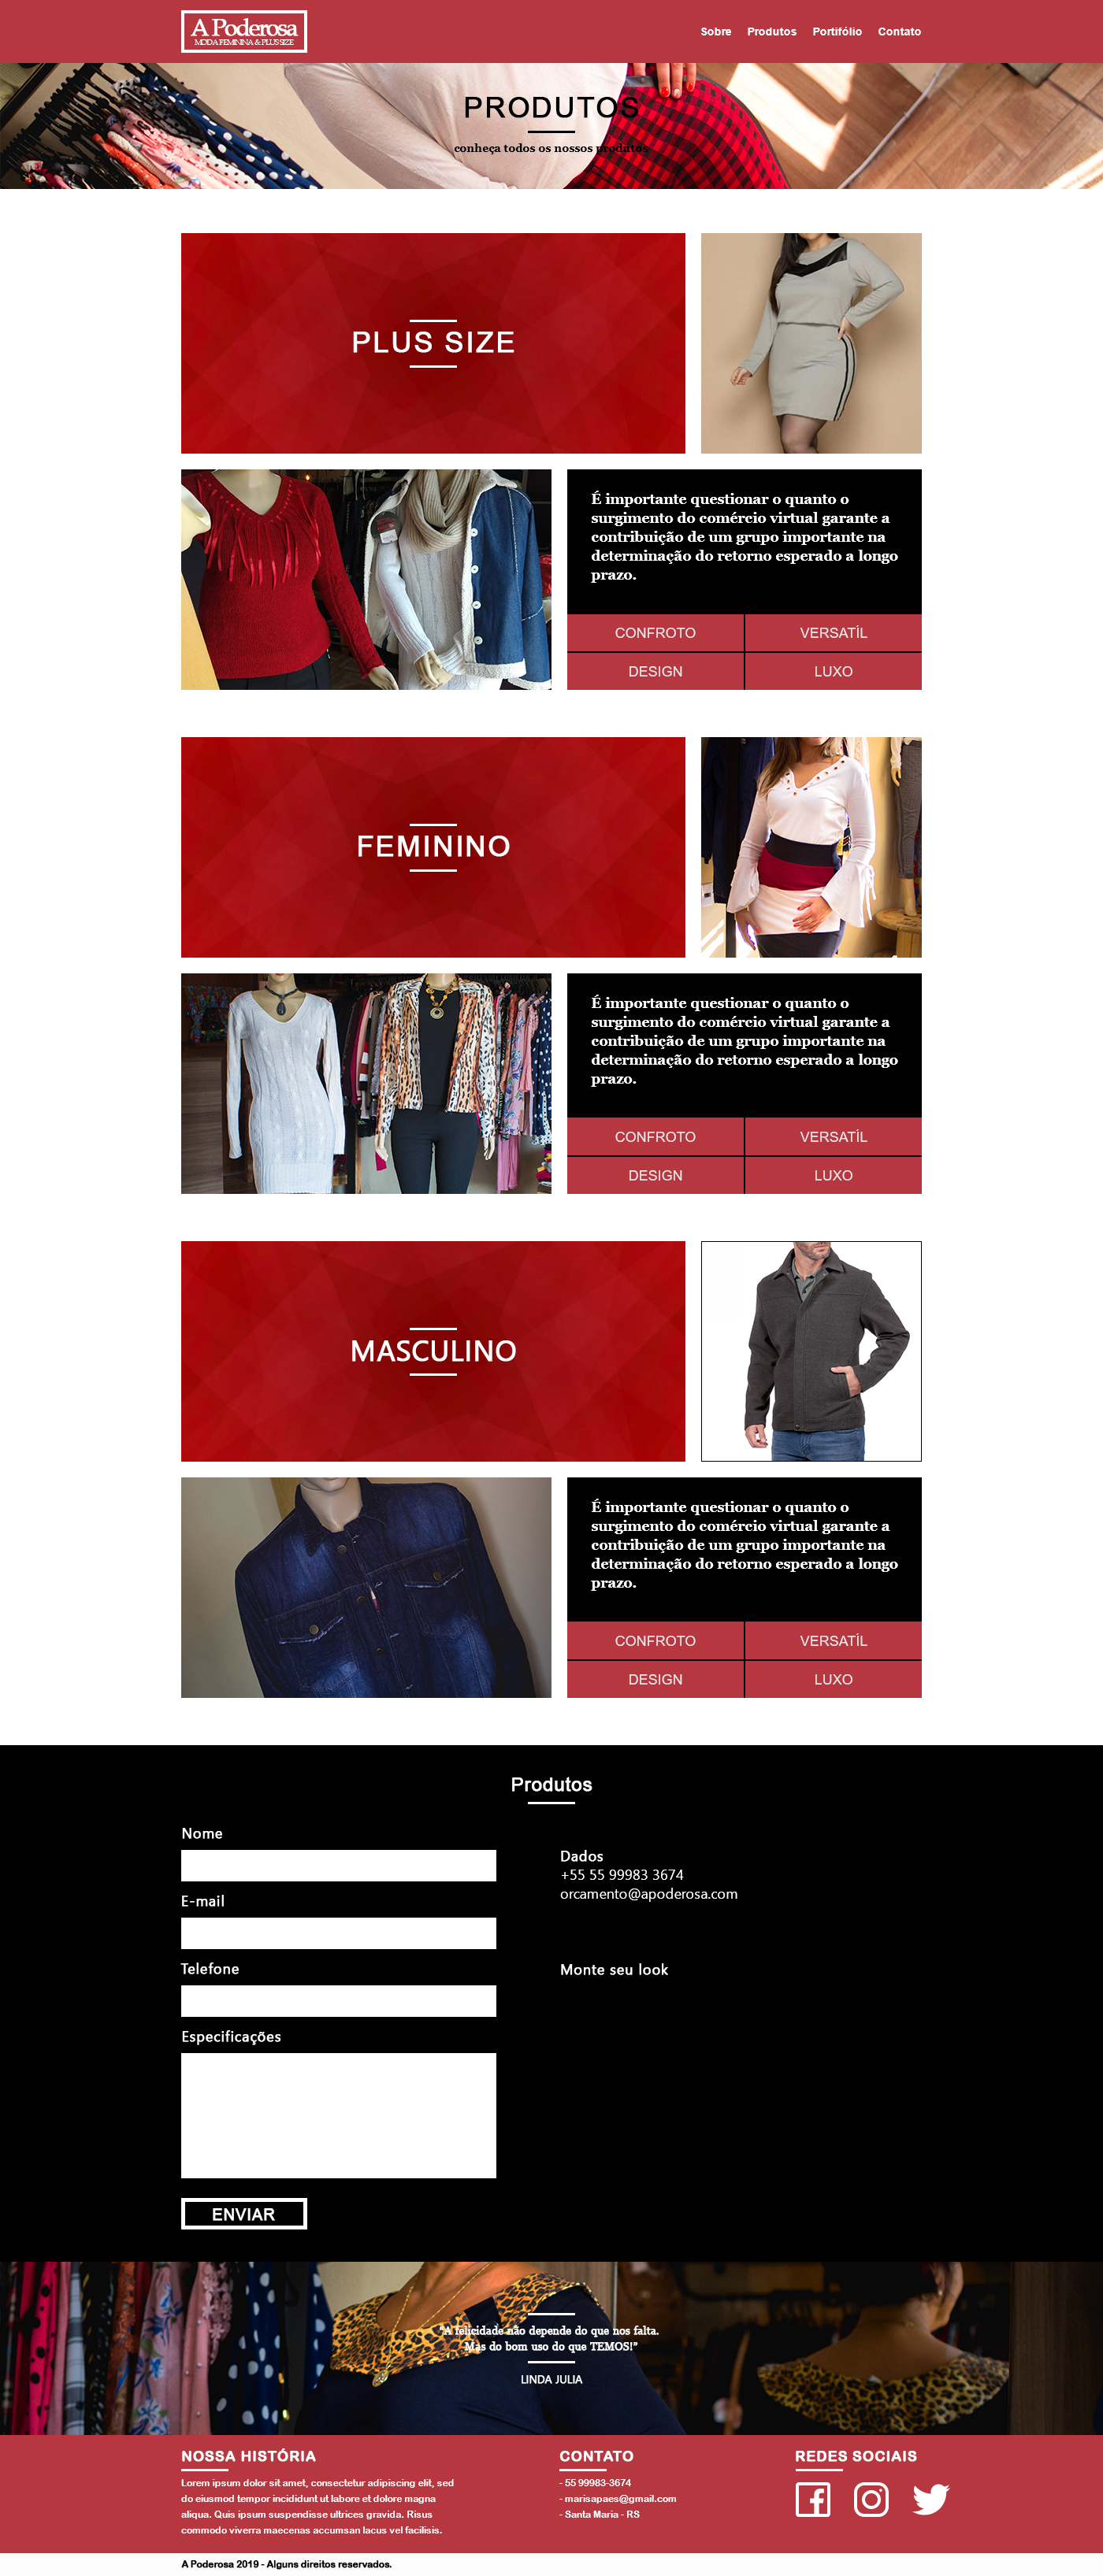 A Poderosa
MODA FEMININA & PLUS SIZE
Sobre Produtos Portifólio Contato
PRODUTOS
conheça todos os nossos produtos
PLUS SIZE
É importante questionar o quanto o
surgimento do comércio virtual garante a
contribuição de um grupo importante na
determinação do retorno esperado a longo
prazo.
CONFROTO VERSATÌL
DESIGN LUXO
FEMININO
É importante questionar o quanto o
surgimento do comércio virtual garante a
contribuição de um grupo importante na
determinação do retorno esperado a longo
prazo.
CONFROTO VERSATÌL
DESIGN LUXO
MASCULINO
É importante questionar o quanto o
surgimento do comércio virtual garante a
contribuição de um grupo importante na
determinação do retorno esperado a longo
prazo.
CONFROTO VERSATÌL
DESIGN LUXO
Produtos
Nome
E-mail
Telefone
Especificações
ENVIAR
Dados
+55 55 99983 3674
orcamento@apoderosa.com
Monte seu look
"A felicidade não depende do que nos falta.
Mas do bom uso do que TEMOS!"
LINDA JULIA
NOSSA HISTÓRIA
Lorem ipsum dolor sit amet, consectetur adipiscing elit, sed
do eiusmod tempor incididunt ut labore et dolore magna
aliqua. Quis ipsum suspendisse ultrices gravida. Risus
commodo viverra maecenas accumsan lacus vel facilisis.
CONTATO
- 55 99983-3674
- marisapaes@gmail.com
- Santa Maria - RS
REDES SOCIAIS
A Poderosa 2019 - Alguns direitos reservados.